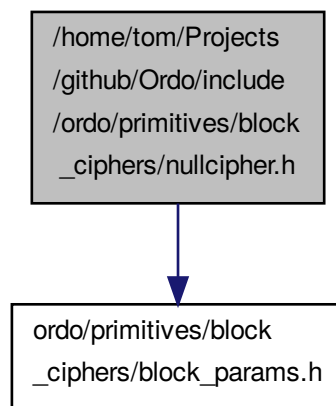 /home/tom/Projects
/github/Ordo/include
/ordo/primitives/block
_ciphers/nullcipher.h
ordo/primitives/block
_ciphers/block_params.h